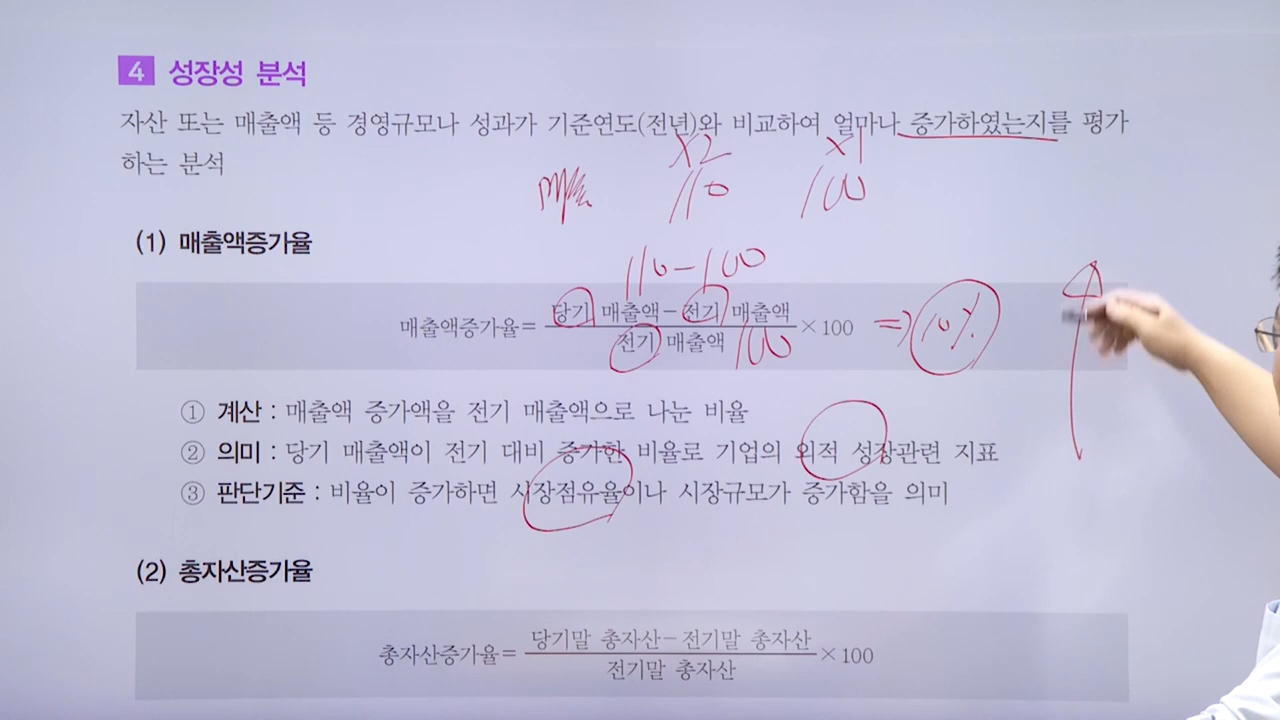 4 성장성 분석
자산 또는 매출액 등 경영규모나 성과가 기준연도(전년)와 비교하여 얼마나 증가하였는지를 평가
하는 분석
X2 X1
매출 110 100
(1) 매출액증가율
110-100
당기 매출액-전기 매출액
매출액증가율= ×100 ⇒ 10%
전기 매출액 100
① 계산 : 매출액 증가액을 전기 매출액으로 나눈 비율
② 의미 : 당기 매출액이 전기 대비 증가한 비율로 기업의 외적 성장관련 지표
③ 판단기준 : 비율이 증가하면 시장점유율이나 시장규모가 증가함을 의미
(2) 총자산증가율
당기말 총자산-전기말 총자산
총자산증가율= ×100
전기말 총자산